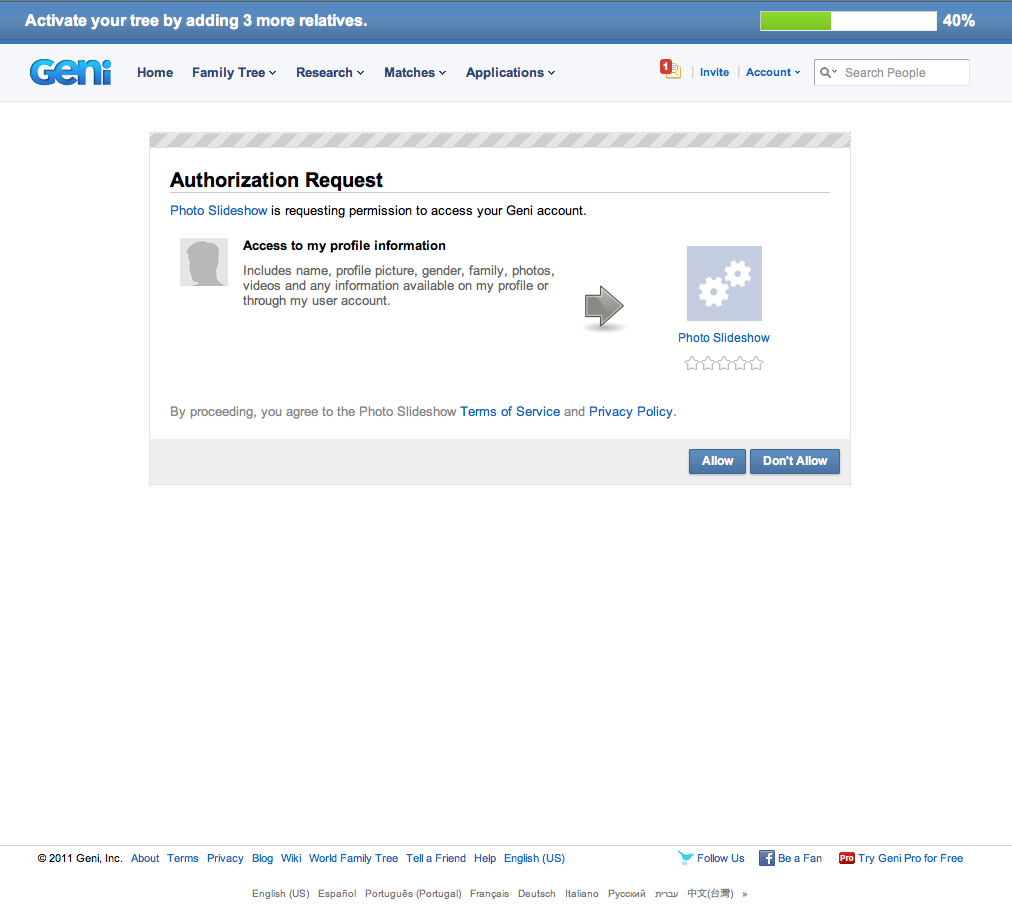 Activate your tree by adding 3 more relatives. 40%
Geni Home Family Tree Research Matches Applications 1 Invite Account Search People
Authorization Request
Photo Slideshow is requesting permission to access your Geni account.
Access to my profile information
Includes name, profile picture, gender, family, photos,
videos and any information available on my profile or
through my user account.
Photo Slideshow
By proceeding, you agree to the Photo Slideshow Terms of Service and Privacy Policy.
Allow Don't Allow
© 2011 Geni, Inc. About Terms Privacy Blog Wiki World Family Tree Tell a Friend Help English (US) Follow Us f Be a Fan Pro Try Geni Pro for Free
English (US) Español Português (Portugal) Français Deutsch Italiano Русский עברית 中文(台灣) »